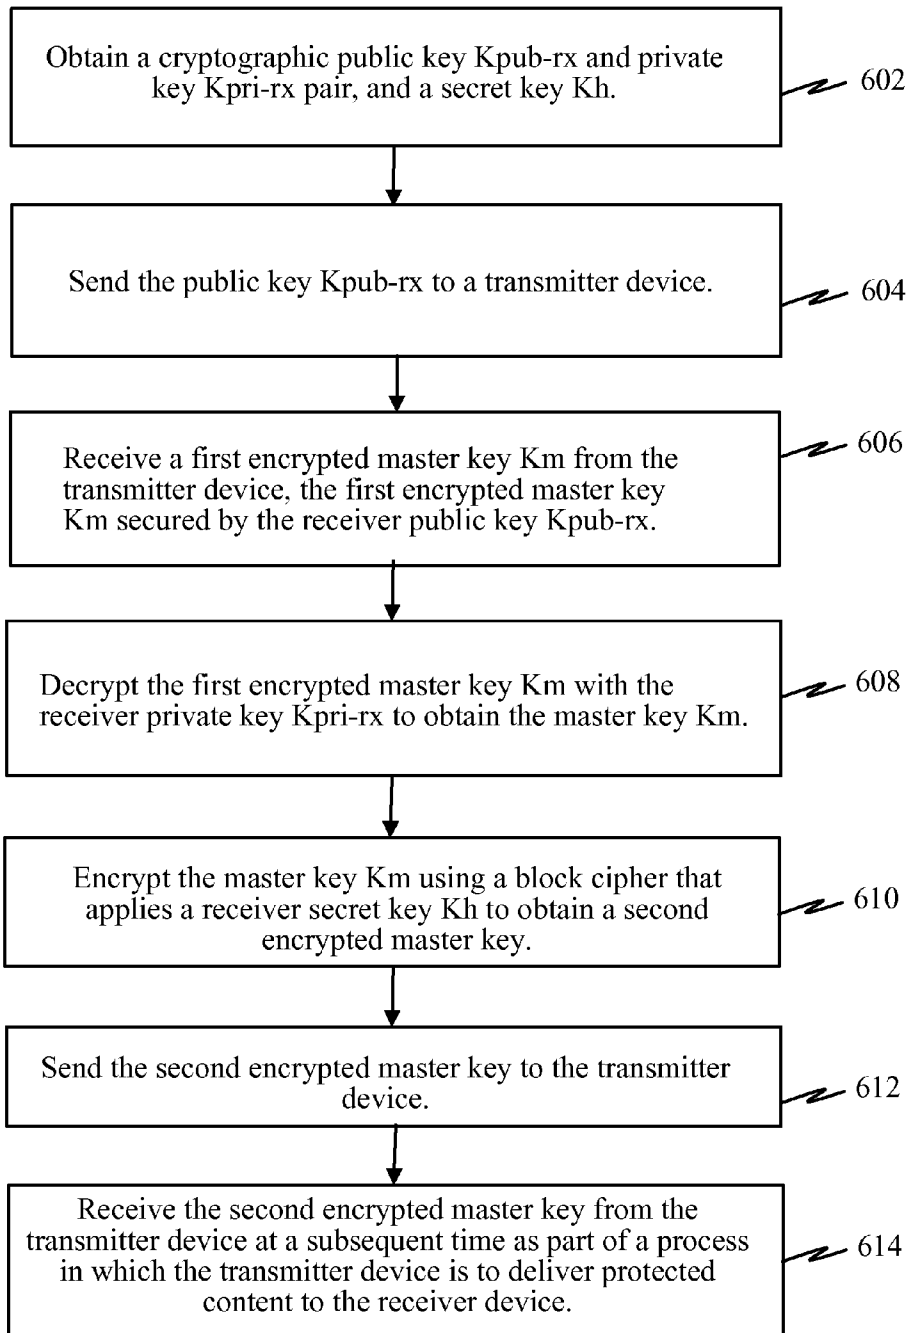 Obtain a cryptographic public key Kpub-rx and private
key Kpri-rx pair, and a secret key Kh.
602
Send the public key Kpub-rx to a transmitter device.
604
Receive a first encrypted master key Km from the
transmitter device, the first encrypted master key
Km secured by the receiver public key Kpub-rx.
606
Decrypt the first encrypted master key Km with the
receiver private key Kpri-rx to obtain the master key Km.
608
Encrypt the master key Km using a block cipher that
applies a receiver secret key Kh to obtain a second
encrypted master key.
610
Send the second encrypted master key to the transmitter
device.
612
Receive the second encrypted master key from the
transmitter device at a subsequent time as part of a process
in which the transmitter device is to deliver protected
content to the receiver device.
614